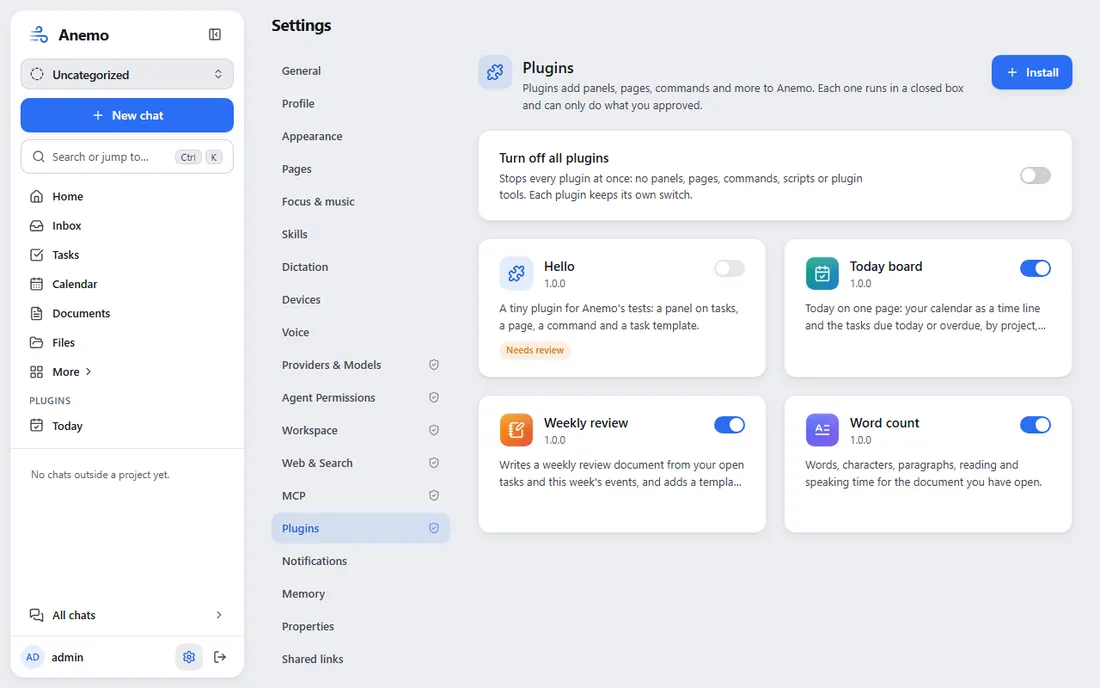 Anemo
Uncategorized
New chat
Search or jump to...
Ctrl
K
Home
Inbox
Tasks
Calendar
Documents
Files
More
PLUGINS
Today
No chats outside a project yet.
All chats
AD
admin
Settings
General
Profile
Appearance
Pages
Focus & music
Skills
Dictation
Devices
Voice
Providers & Models
Agent Permissions
Workspace
Web & Search
MCP
Plugins
Notifications
Memory
Properties
Shared links
Plugins
Plugins add panels, pages, commands and more to Anemo. Each one runs in a closed box
and can only do what you approved.
Install
Turn off all plugins
Stops every plugin at once: no panels, pages, commands, scripts or plugin
tools. Each plugin keeps its own switch.
Hello
1.0.0
A tiny plugin for Anemo's tests: a panel on tasks,
a page, a command and a task template.
Needs review
Today board
1.0.0
Today on one page: your calendar as a time line
and the tasks due today or overdue, by project,...
Weekly review
1.0.0
Writes a weekly review document from your open
tasks and this week's events, and adds a templa...
Word count
1.0.0
Words, characters, paragraphs, reading and
speaking time for the document you have open.